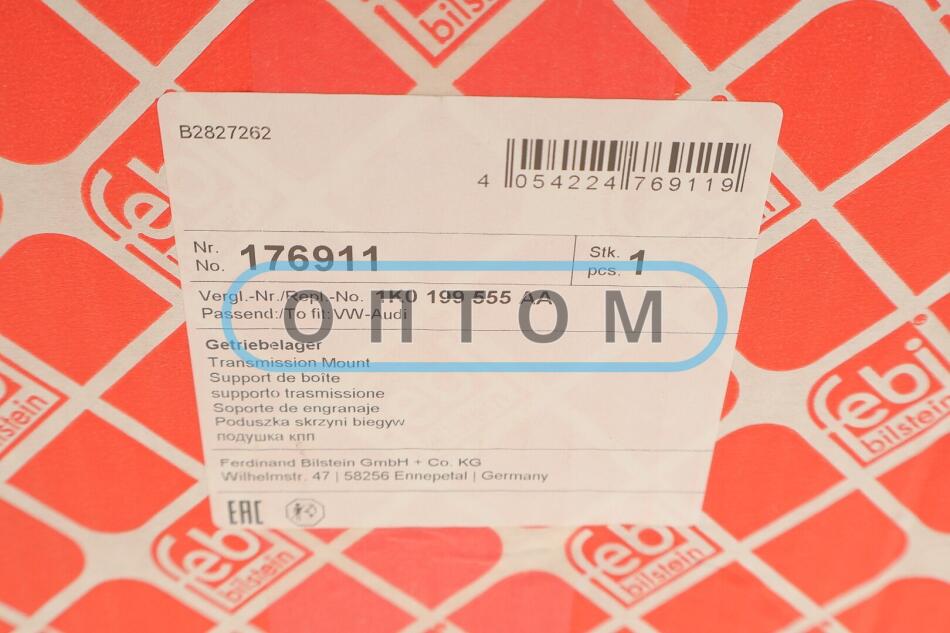 febi
bilstein
B2827262
4 054224 769119
febi
Nr.
No. 176911
Stk.
pcs. 1
Vergl.-Nr./Repl.-No. 1K0 199 555 AA
Passend:/To fit: VW-Audi
ОПТОМ
Getriebelager
Transmission Mount
Support de boîte
supporto trasmissione
Soporte de engranaje
Poduszka skrzyni biegyw
подушка кпп
febi
bilstein
bilstein
Ferdinand Bilstein GmbH + Co. KG
Wilhelmstr. 47 | 58256 Ennepetal | Germany
EAC
febi
bilstein
febi
bilstein